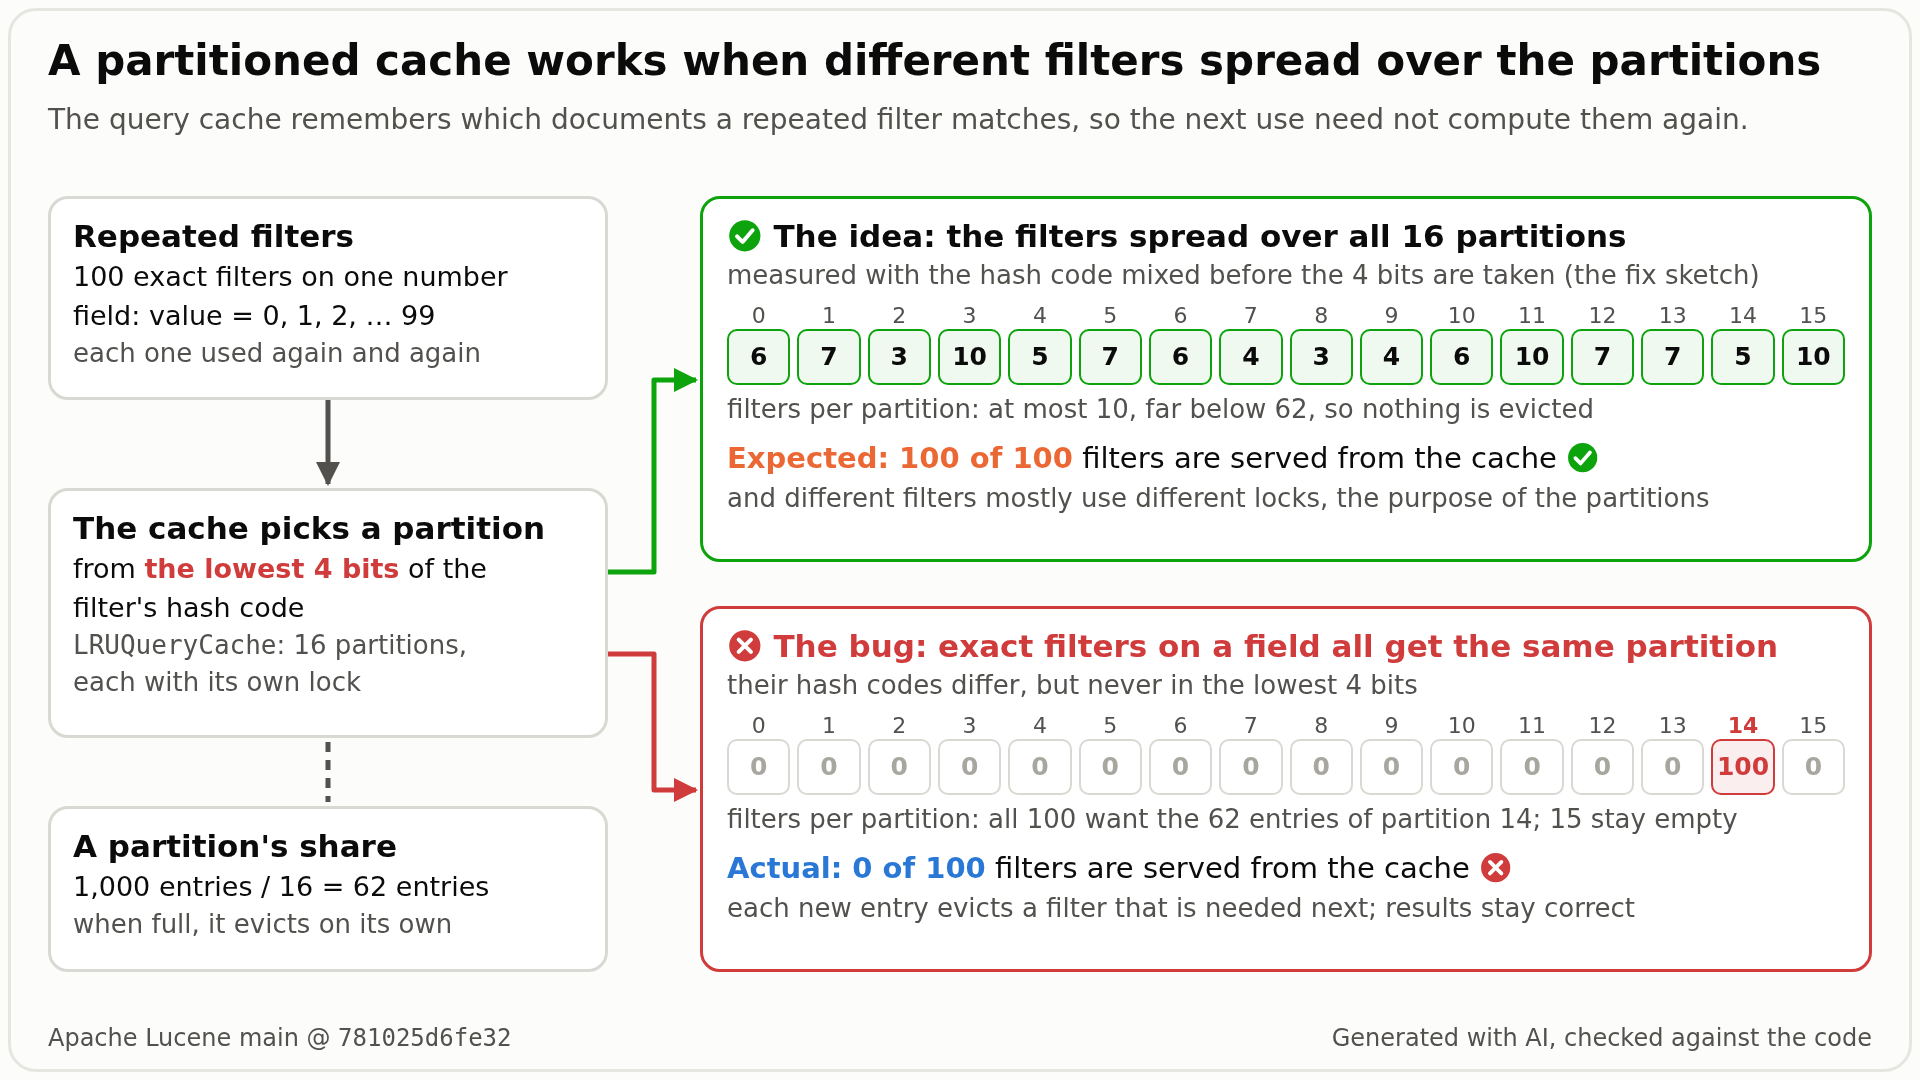 A partitioned cache works when different filters spread over the partitions
The query cache remembers which documents a repeated filter matches, so the next use need not compute them again.
Repeated filters
100 exact filters on one number
field: value = 0, 1, 2, … 99
each one used again and again
The cache picks a partition
from the lowest 4 bits of the
filter's hash code
LRUQueryCache: 16 partitions,
each with its own lock
A partition's share
1,000 entries / 16 = 62 entries
when full, it evicts on its own
The idea: the filters spread over all 16 partitions
measured with the hash code mixed before the 4 bits are taken (the fix sketch)
0 1 2 3 4 5 6 7 8 9 10 11 12 13 14 15
6 7 3 10 5 7 6 4 3 4 6 10 7 7 5 10
filters per partition: at most 10, far below 62, so nothing is evicted
Expected: 100 of 100 filters are served from the cache
and different filters mostly use different locks, the purpose of the partitions
The bug: exact filters on a field all get the same partition
their hash codes differ, but never in the lowest 4 bits
0 1 2 3 4 5 6 7 8 9 10 11 12 13 14 15
0 0 0 0 0 0 0 0 0 0 0 0 0 0 100 0
filters per partition: all 100 want the 62 entries of partition 14; 15 stay empty
Actual: 0 of 100 filters are served from the cache
each new entry evicts a filter that is needed next; results stay correct
Apache Lucene main @ 781025d6fe32
Generated with AI, checked against the code